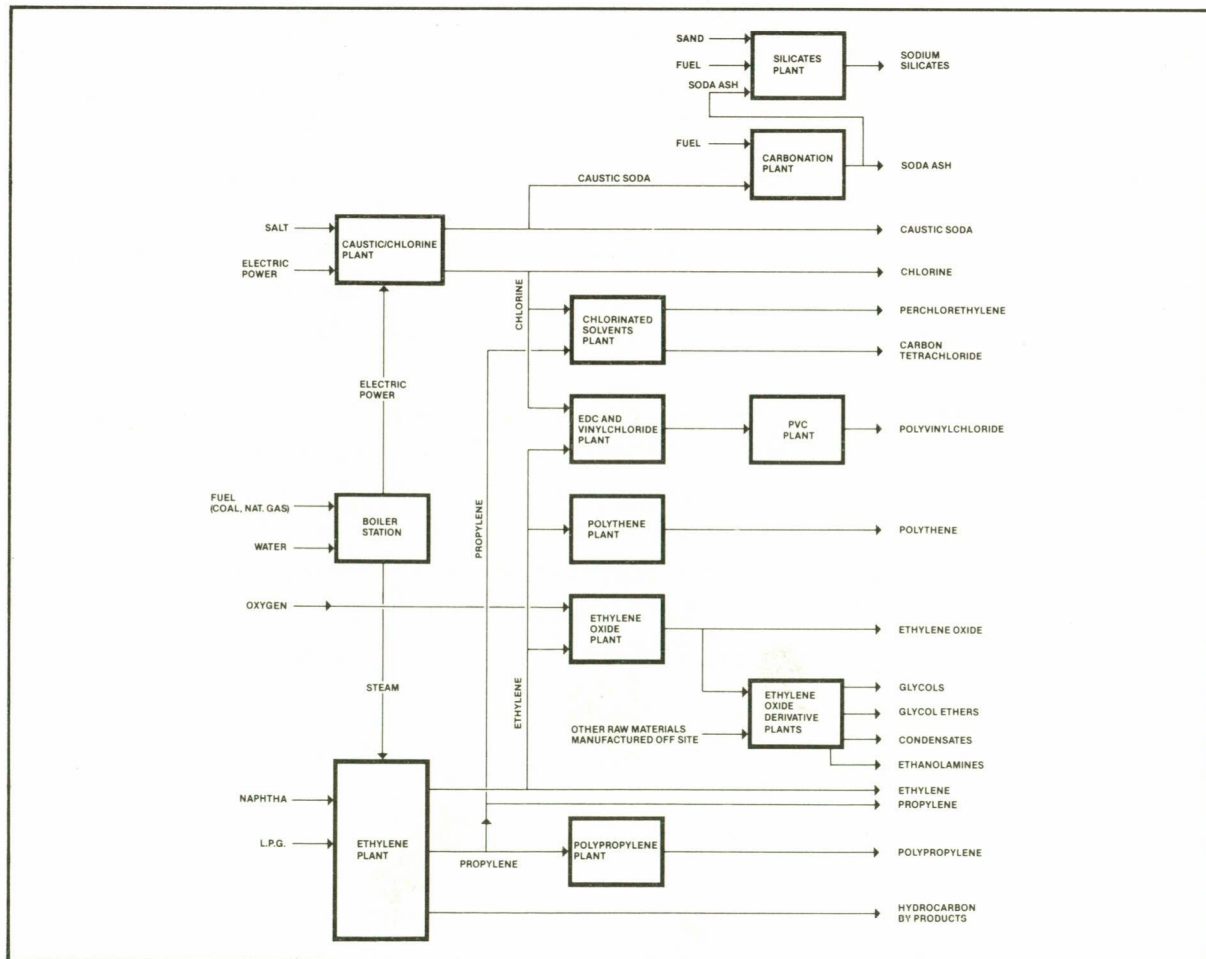 SAND
FUEL
SODA ASH
SILICATES
PLANT
SODIUM
SILICATES
FUEL
CARBONATION
PLANT
SODA ASH
CAUSTIC SODA
SALT
ELECTRIC
POWER
CAUSTIC/CHLORINE
PLANT
CAUSTIC SODA
CHLORINE
CHLORINE
CHLORINATED
SOLVENTS
PLANT
PERCHLORETHYLENE
CARBON
TETRACHLORIDE
ELECTRIC
POWER
EDC AND
VINYLCHLORIDE
PLANT
PVC
PLANT
POLYVINYLCHLORIDE
FUEL
(COAL, NAT. GAS)
WATER
BOILER
STATION
PROPYLENE
POLYTHENE
PLANT
POLYTHENE
OXYGEN
ETHYLENE
OXIDE
PLANT
ETHYLENE OXIDE
STEAM
ETHYLENE
OTHER RAW MATERIALS
MANUFACTURED OFF SITE
ETHYLENE
OXIDE
DERIVATIVE
PLANTS
GLYCOLS
GLYCOL ETHERS
CONDENSATES
ETHANOLAMINES
ETHYLENE
PROPYLENE
NAPHTHA
L.P.G.
ETHYLENE
PLANT
PROPYLENE
POLYPROPYLENE
PLANT
POLYPROPYLENE
HYDROCARBON
BY PRODUCTS